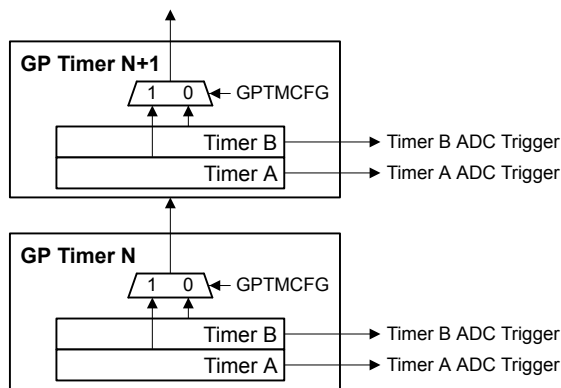 GP Timer N+1
1 0 GPTMCFG
Timer B Timer B ADC Trigger
Timer A Timer A ADC Trigger
GP Timer N
1 0 GPTMCFG
Timer B Timer B ADC Trigger
Timer A Timer A ADC Trigger